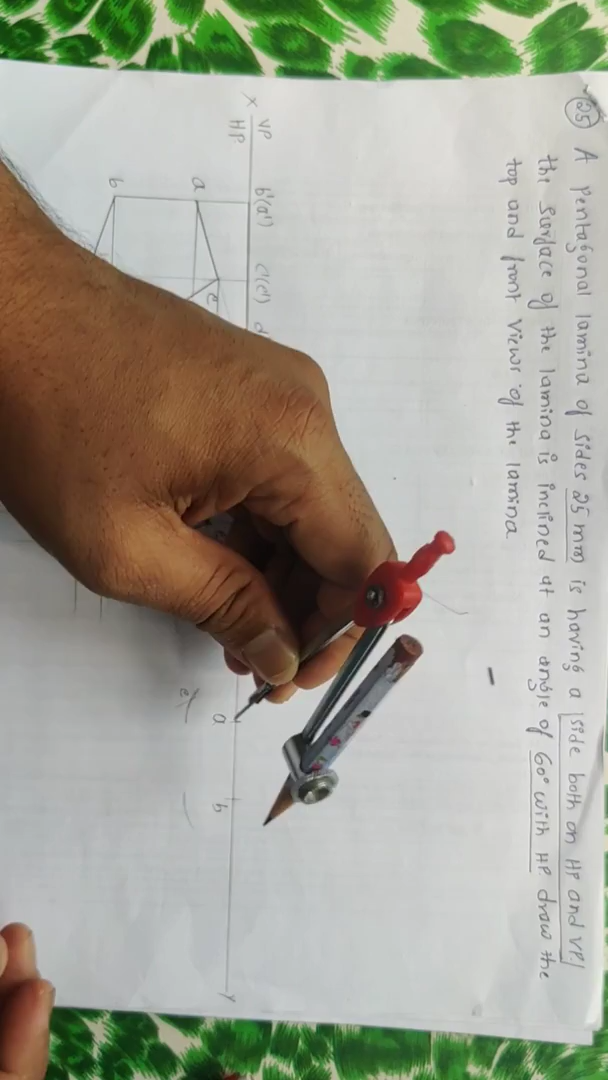 25 A pentagonal lamina of sides 25 mm is having a side both on HP and VP.
the surface of the lamina is inclined at an angle of 60° with HP. draw the
top and front views of the lamina.
X VP
HP
b'(a') c'(e') d
a e
b
a b
e
Y